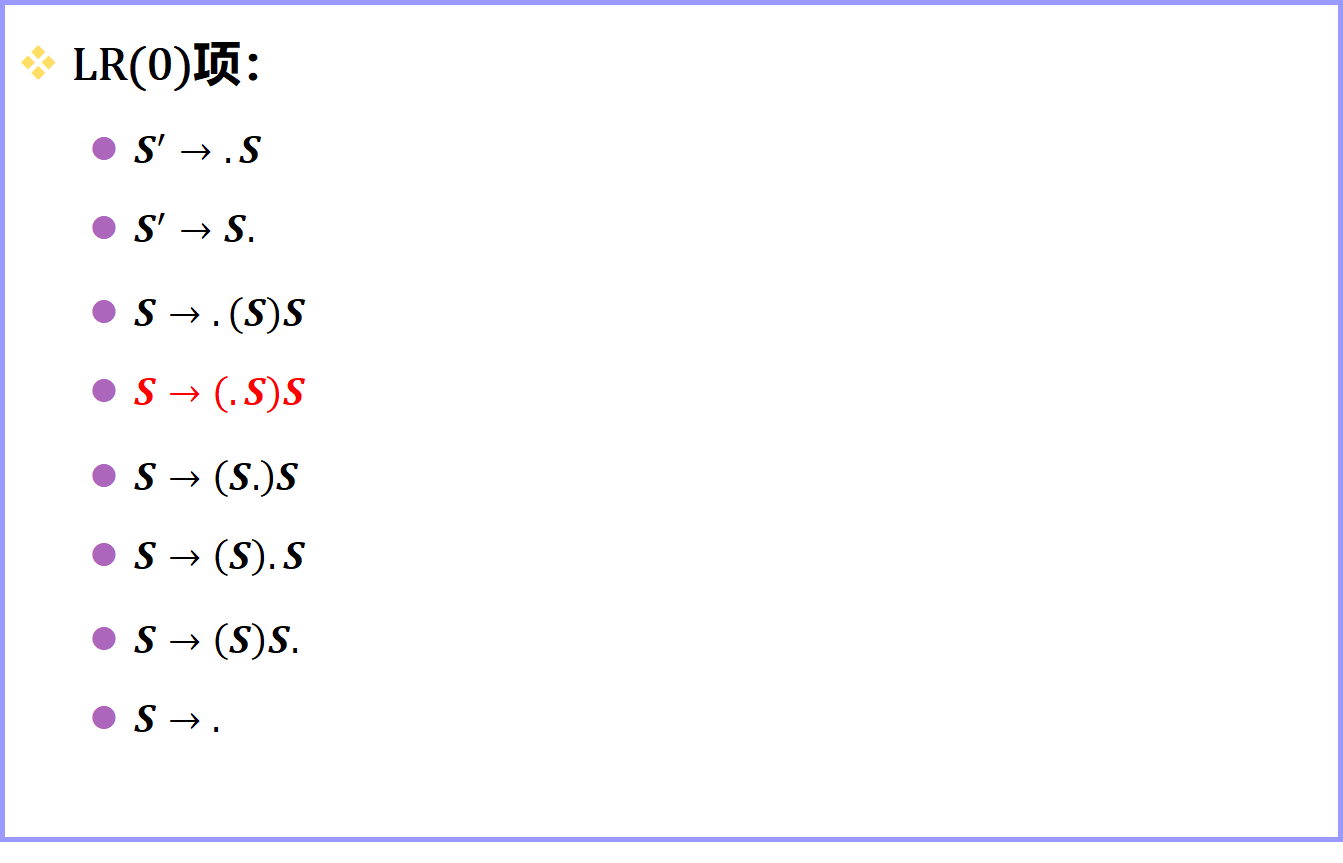 LR(0)项：
S′ → .S
S′ → S.
S → .(S)S
S → (.S)S
S → (S.)S
S → (S).S
S → (S)S.
S → .